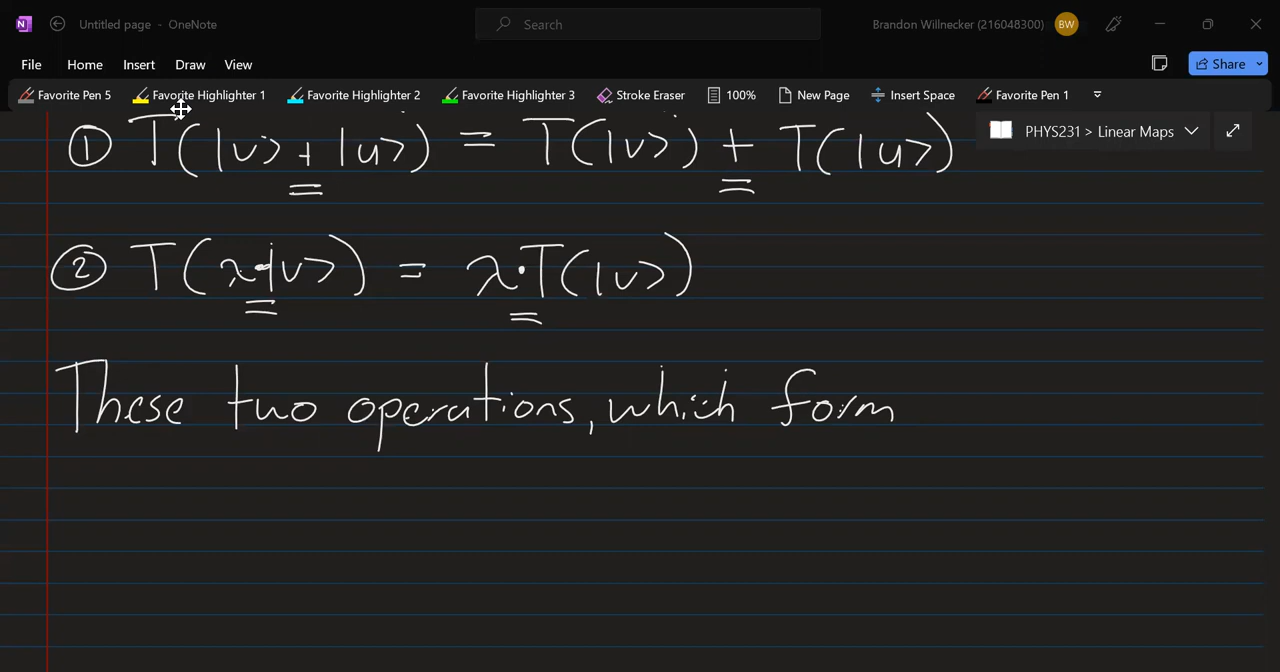 Untitled page - OneNote
Search
Brandon Willnecker (216048300) BW
File Home Insert Draw View
Share
Favorite Pen 5 Favorite Highlighter 1 Favorite Highlighter 2 Favorite Highlighter 3 Stroke Eraser 100% New Page Insert Space Favorite Pen 1
PHYS231 > Linear Maps
① T(|v> + |u>) = T(|v>) + T(|u>)
② T(λ·|v>) = λ·T(|v>)
These two operations, which form